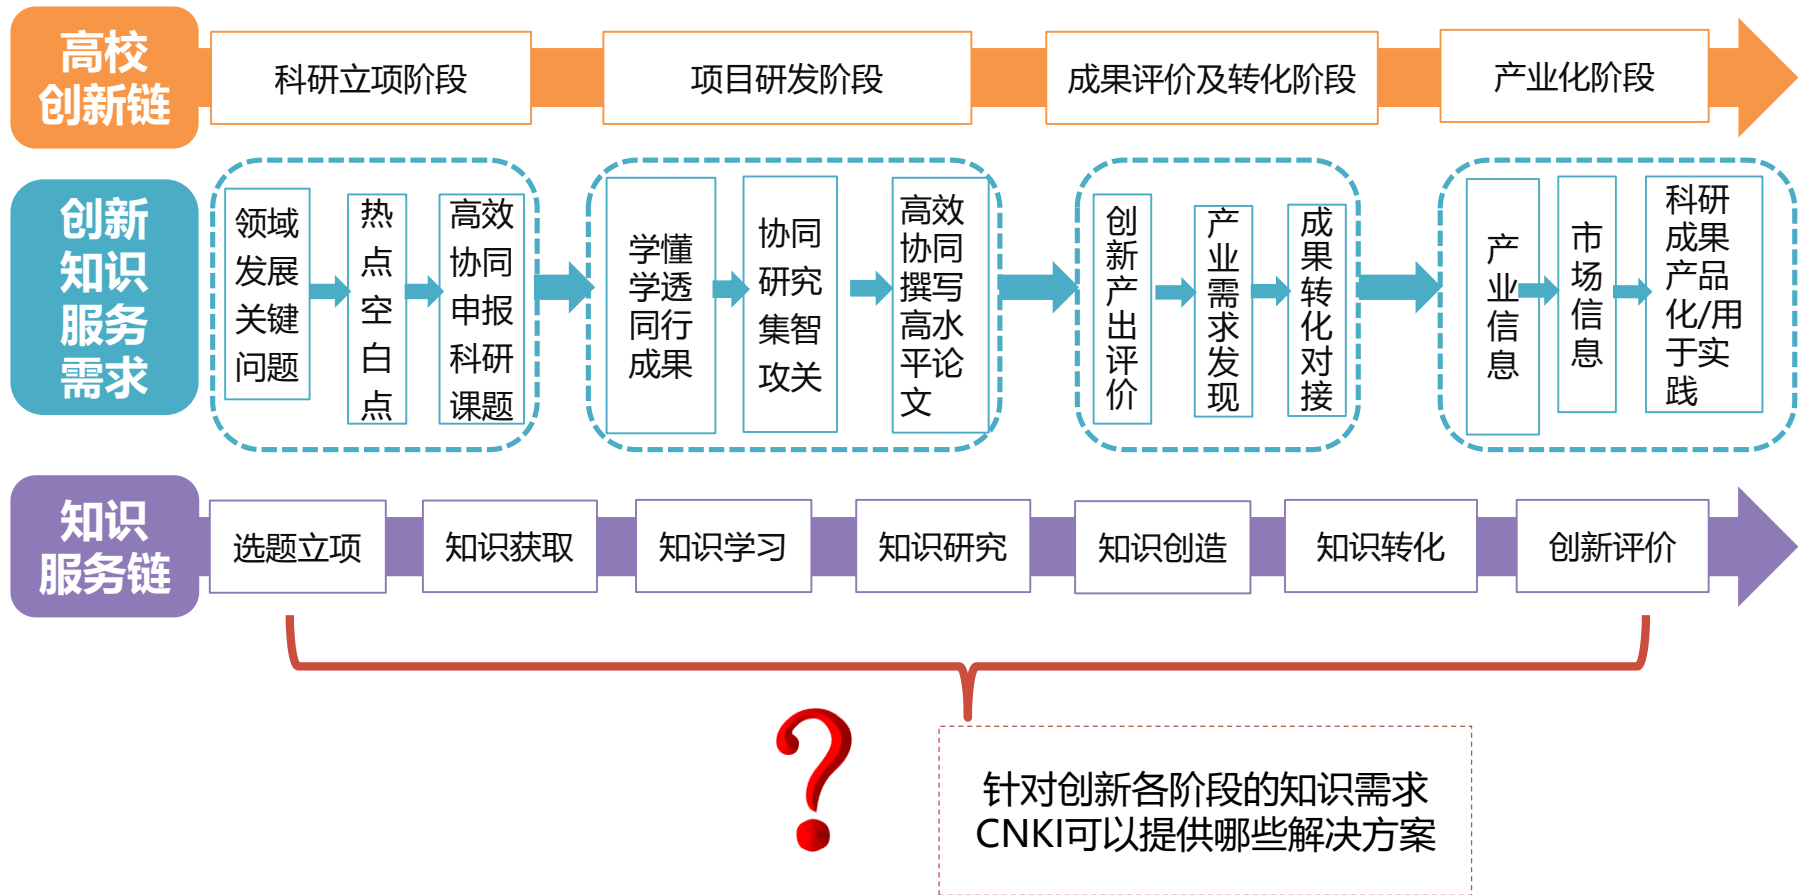 高校
创新链
科研立项阶段
项目研发阶段
成果评价及转化阶段
产业化阶段
创新
知识
服务
需求
领域
发展
关键
问题
热
点
空
白
点
高效
协同
申报
科研
课题
学懂
学透
同行
成果
协同
研究
集智
攻关
高效
协同
撰写
高水
平论
文
创
新
产
出
评
价
产
业
需
求
发
现
成
果
转
化
对
接
产
业
信
息
市
场
信
息
科研
成果
产品
化/用
于实
践
知识
服务链
选题立项
知识获取
知识学习
知识研究
知识创造
知识转化
创新评价
?
针对创新各阶段的知识需求
CNKI可以提供哪些解决方案